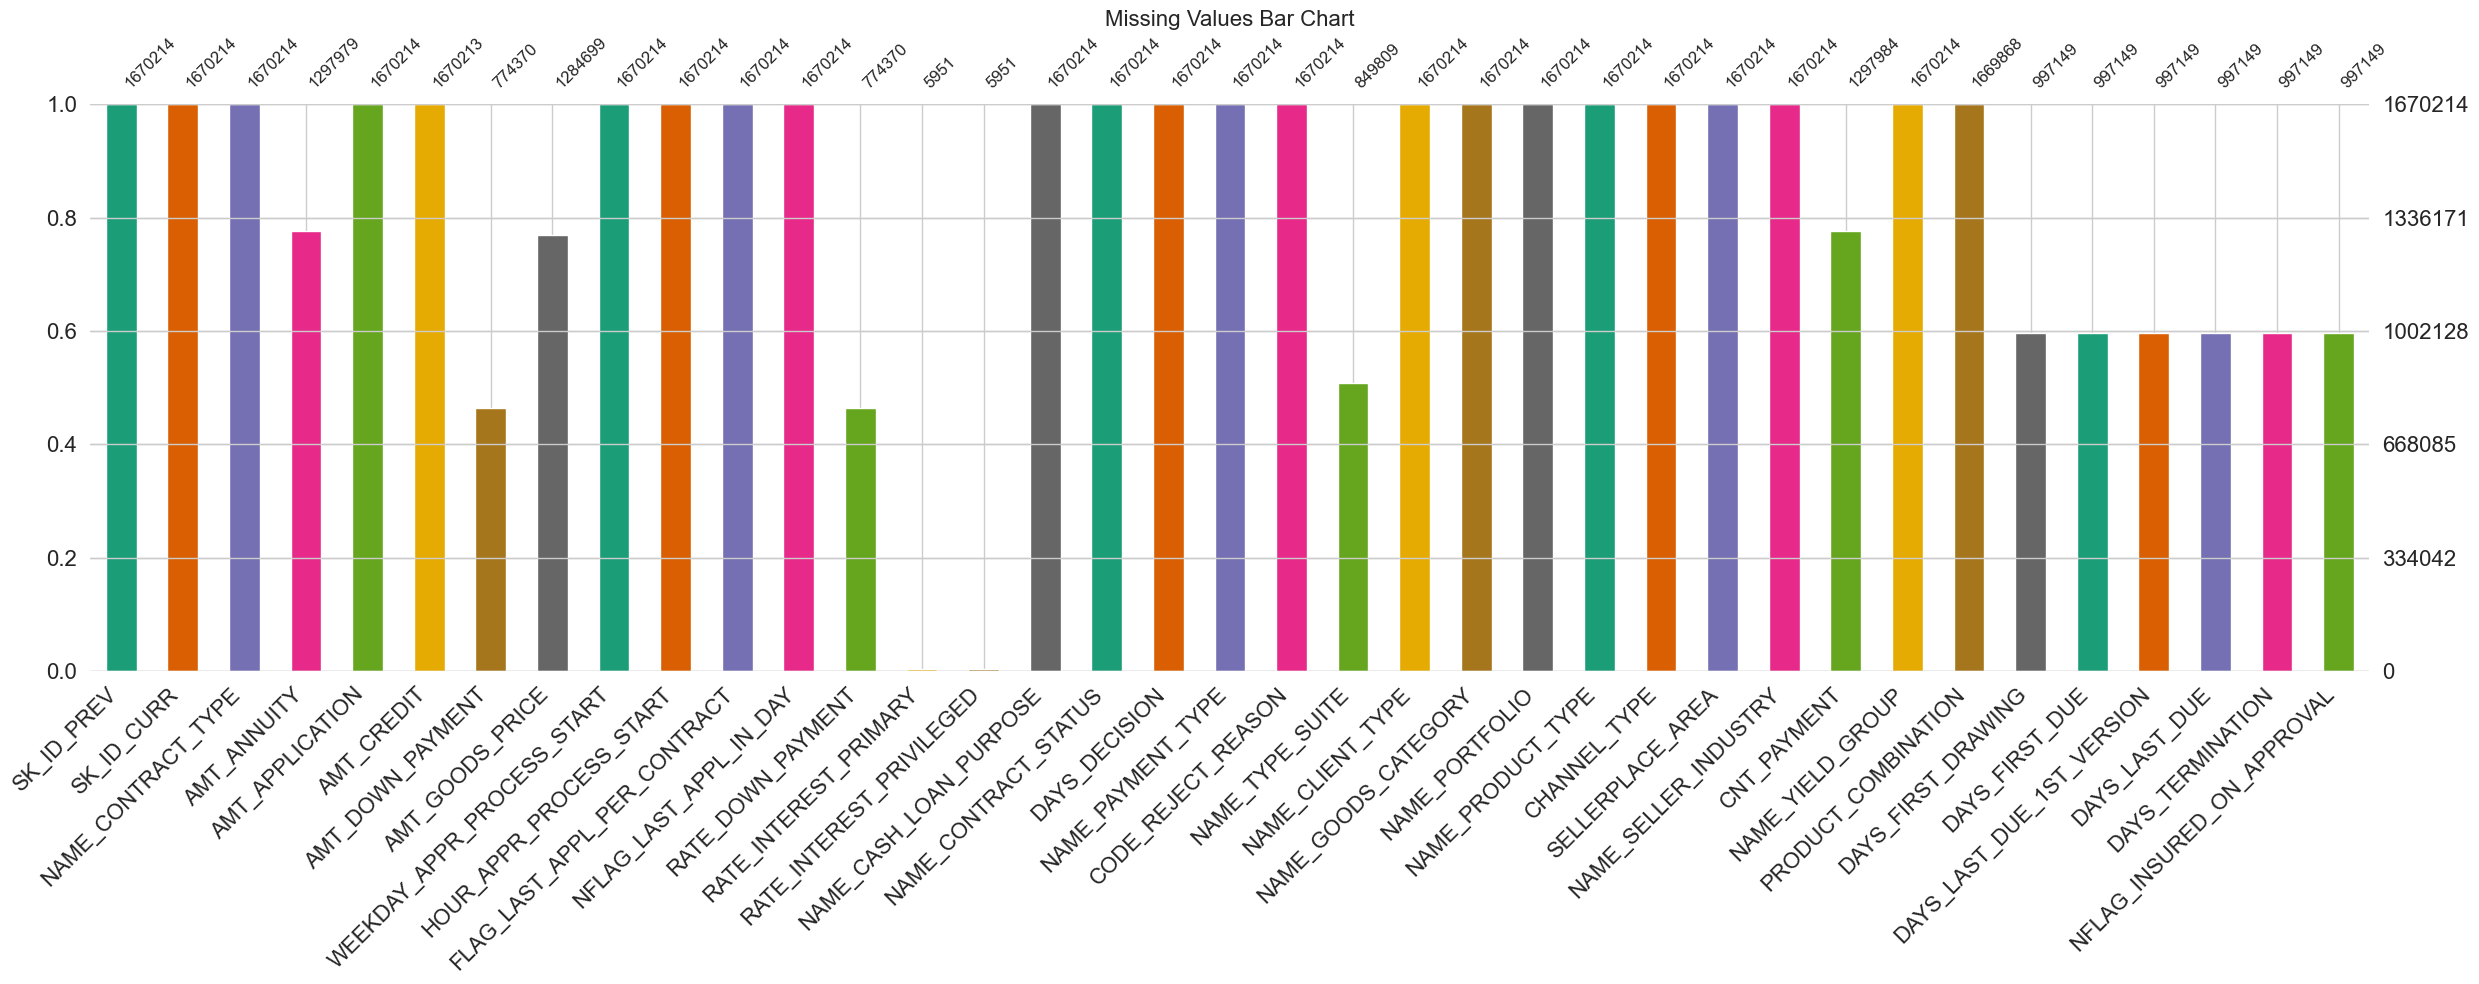 Missing Values Bar Chart
1670214
1670214
1670214
1297979
1670214
1670213
774370
1284699
1670214
1670214
1670214
1670214
774370
5951
5951
1670214
1670214
1670214
1670214
1670214
849809
1670214
1670214
1670214
1670214
1670214
1670214
1670214
1297984
1670214
1669868
997149
997149
997149
997149
997149
997149
1.0
0.8
0.6
0.4
0.2
0.0
1670214
1336171
1002128
668085
334042
0
SK_ID_PREV
SK_ID_CURR
NAME_CONTRACT_TYPE
AMT_ANNUITY
AMT_APPLICATION
AMT_CREDIT
AMT_DOWN_PAYMENT
AMT_GOODS_PRICE
WEEKDAY_APPR_PROCESS_START
HOUR_APPR_PROCESS_START
FLAG_LAST_APPL_PER_CONTRACT
NFLAG_LAST_APPL_IN_DAY
RATE_DOWN_PAYMENT
RATE_INTEREST_PRIMARY
RATE_INTEREST_PRIVILEGED
NAME_CASH_LOAN_PURPOSE
NAME_CONTRACT_STATUS
DAYS_DECISION
NAME_PAYMENT_TYPE
CODE_REJECT_REASON
NAME_TYPE_SUITE
NAME_CLIENT_TYPE
NAME_GOODS_CATEGORY
NAME_PORTFOLIO
NAME_PRODUCT_TYPE
CHANNEL_TYPE
SELLERPLACE_AREA
NAME_SELLER_INDUSTRY
CNT_PAYMENT
NAME_YIELD_GROUP
PRODUCT_COMBINATION
DAYS_FIRST_DRAWING
DAYS_FIRST_DUE
DAYS_LAST_DUE_1ST_VERSION
DAYS_LAST_DUE
DAYS_TERMINATION
NFLAG_INSURED_ON_APPROVAL